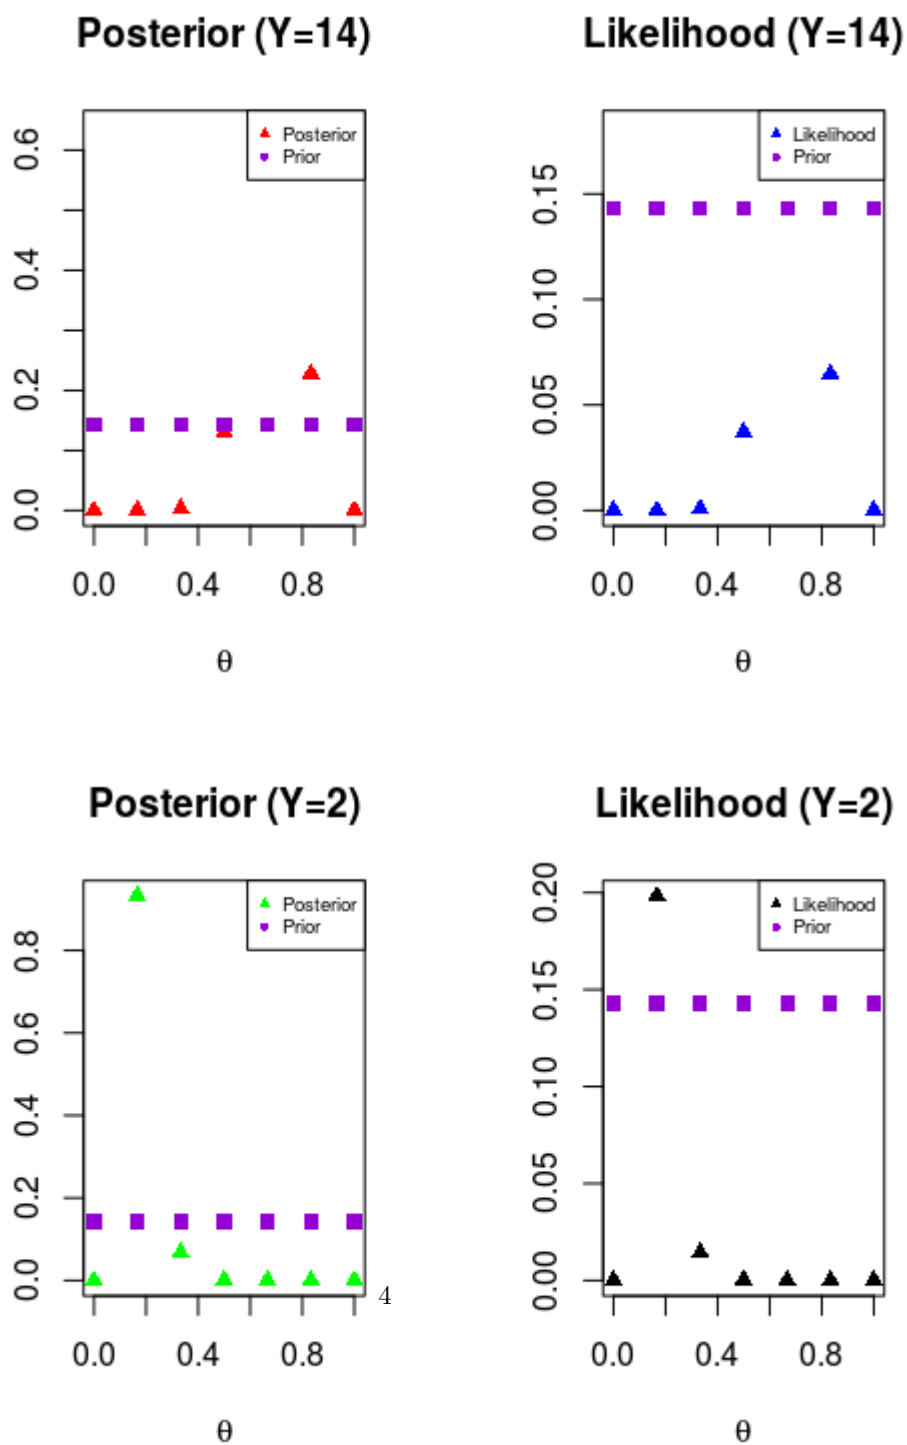 Posterior (Y=14)
0.0
0.2
0.4
0.6
Posterior
Prior
0.0 0.4 0.8
θ
Likelihood (Y=14)
0.00
0.05
0.10
0.15
Likelihood
Prior
0.0 0.4 0.8
θ
Posterior (Y=2)
0.0
0.2
0.4
0.6
0.8
Posterior
Prior
0.0 0.4 0.8
θ
4
Likelihood (Y=2)
0.00
0.05
0.10
0.15
0.20
Likelihood
Prior
0.0 0.4 0.8
θ